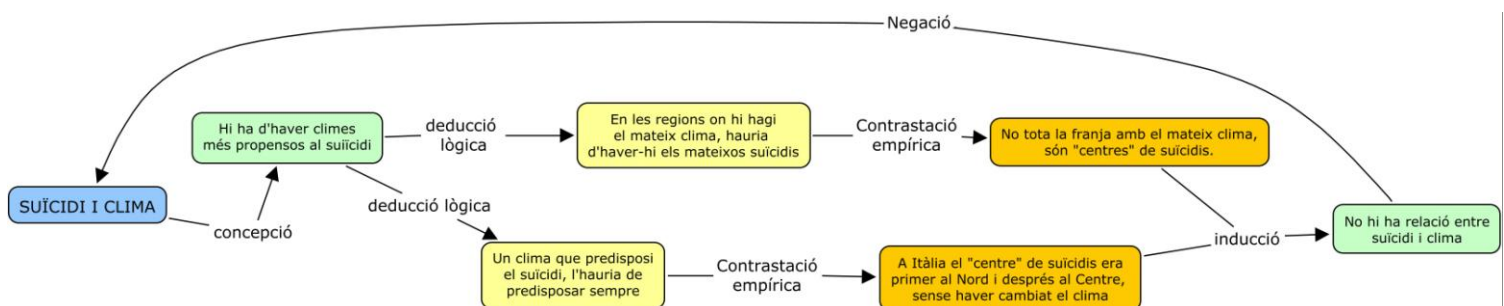 Negació
Hi ha d'haver climes
més propensos al suiïcidi
deducció
lògica
En les regions on hi hagi
el mateix clima, hauria
d'haver-hi els mateixos suïcidis
Contrastació
empírica
No tota la franja amb el mateix clima,
són "centres" de suïcidis.
SUÏCIDI I CLIMA
concepció
deducció lògica
Un clima que predisposi
el suïcidi, l'hauria de
predisposar sempre
Contrastació
empírica
A Itàlia el "centre" de suïcidis era
primer al Nord i després al Centre,
sense haver cambiat el clima
inducció
No hi ha relació entre
suïcidi i clima